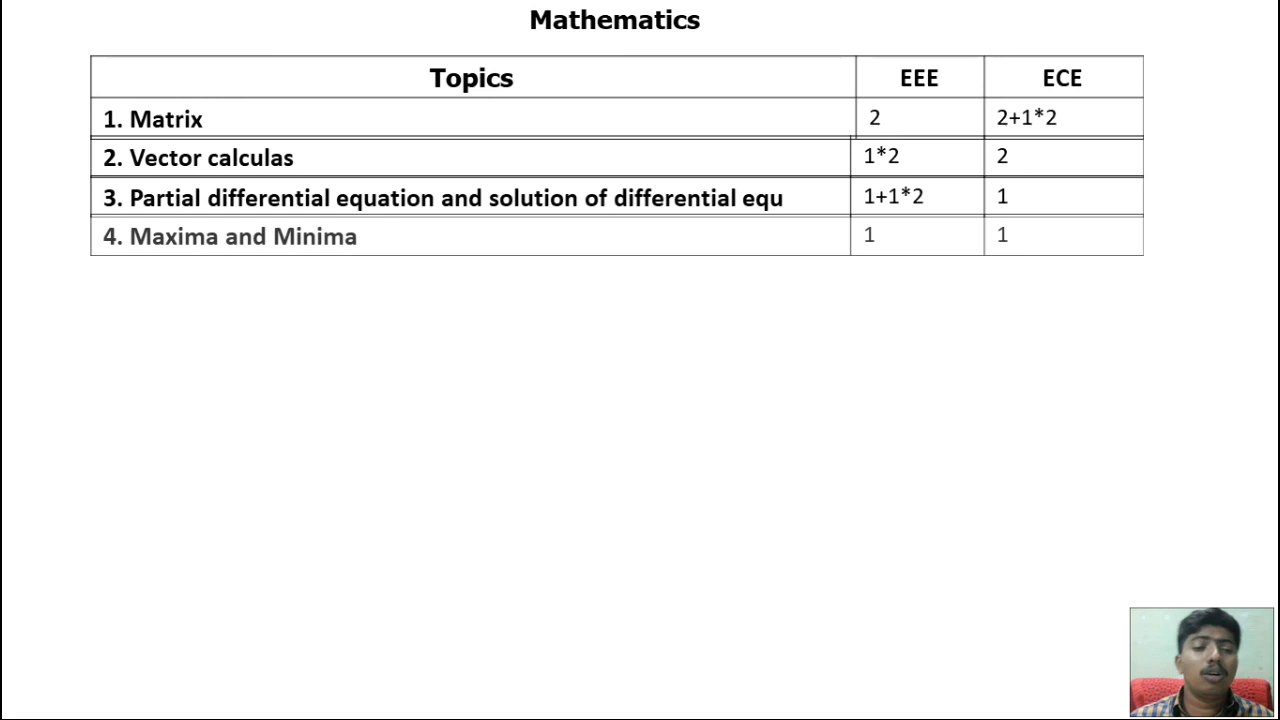 Mathematics
Topics EEE ECE
1. Matrix 2 2+1*2
2. Vector calculas 1*2 2
3. Partial differential equation and solution of differential equ 1+1*2 1
4. Maxima and Minima 1 1